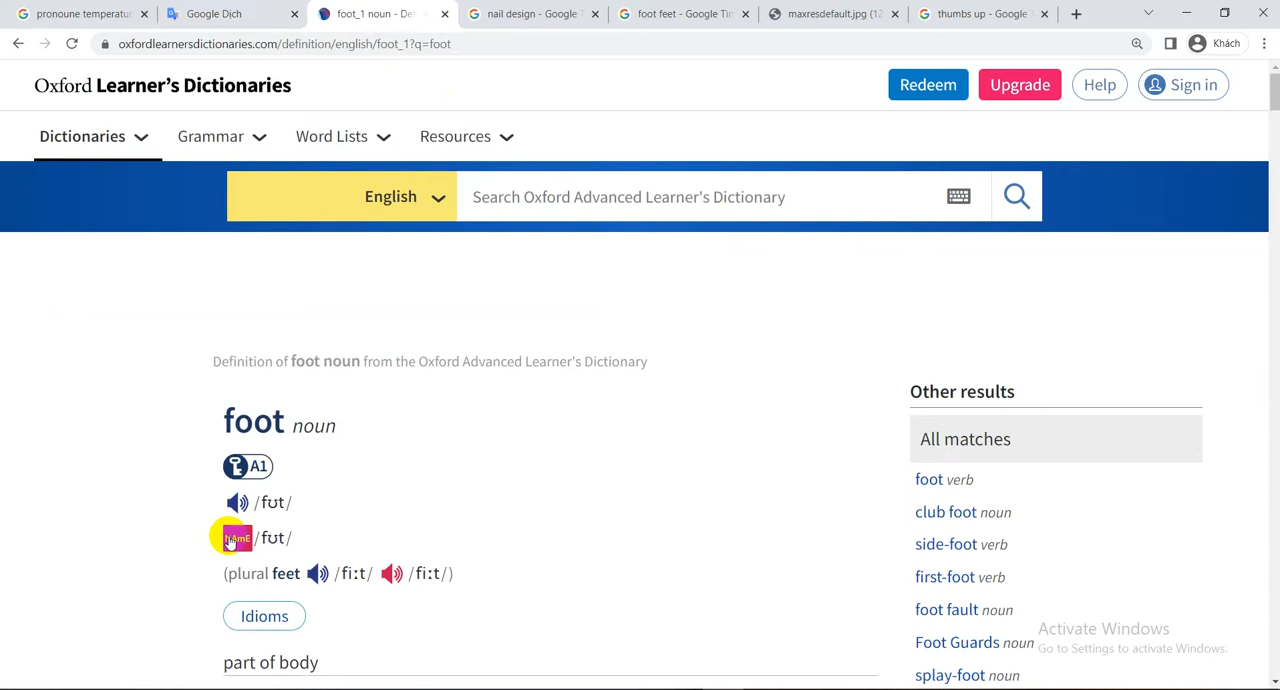 pronoune temperatur
Google Dịch
foot_1 noun - De
nail design - Google T
foot feet - Google Tìm
maxresdefault.jpg (12
thumbs up - Google T
oxfordlearnersdictionaries.com/definition/english/foot_1?q=foot
Khách
Oxford Learner's Dictionaries
Redeem
Upgrade
Help
Sign in
Dictionaries
Grammar
Word Lists
Resources
English
Search Oxford Advanced Learner's Dictionary
Definition of foot noun from the Oxford Advanced Learner's Dictionary
foot noun
A1
/fʊt/
NAmE /fʊt/
(plural feet /fiːt/ /fiːt/)
Idioms
part of body
Other results
All matches
foot verb
club foot noun
side-foot verb
first-foot verb
foot fault noun
Foot Guards noun
splay-foot noun
Activate Windows
Go to Settings to activate Windows.